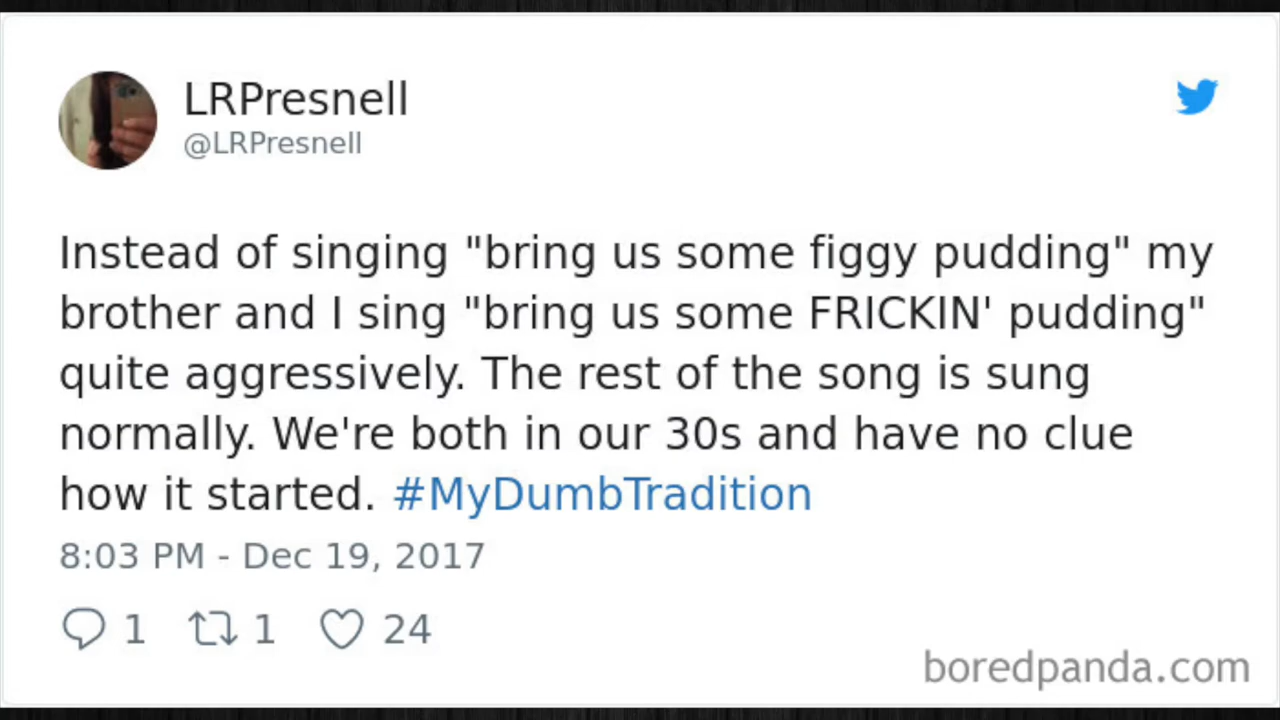 LRPresnell
@LRPresnell
Instead of singing "bring us some figgy pudding" my
brother and I sing "bring us some FRICKIN' pudding"
quite aggressively. The rest of the song is sung
normally. We're both in our 30s and have no clue
how it started. #MyDumbTradition
8:03 PM - Dec 19, 2017
1 1 24
boredpanda.com